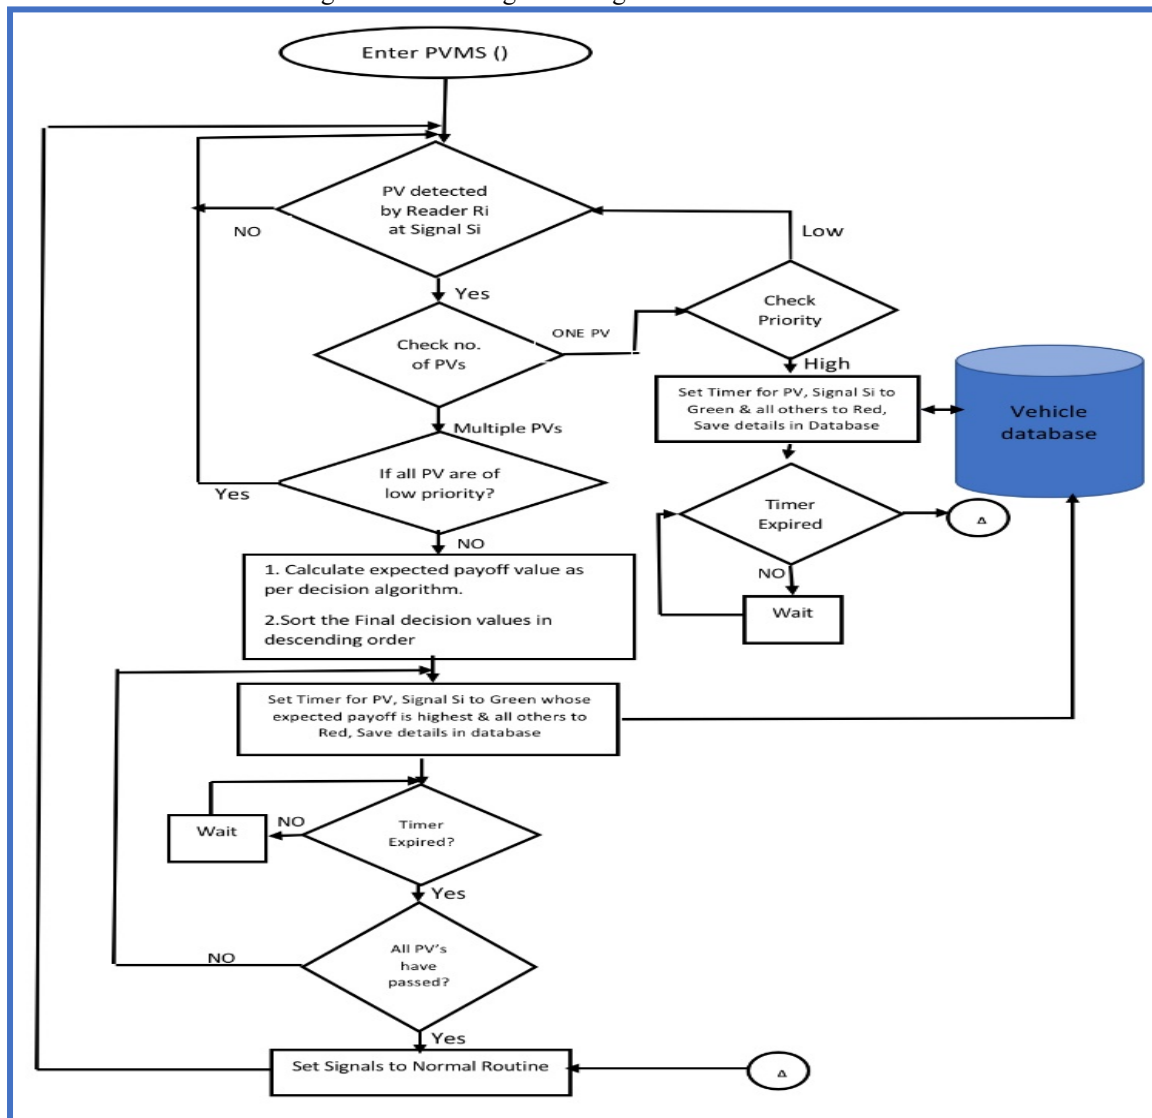 Enter PVMS ()
PV detected
by Reader Ri
at Signal Si
NO
Low
Yes
Check
Priority
ONE PV
Check no.
of PVs
High
Set Timer for PV, Signal Si to
Green & all others to Red,
Save details in Database
Vehicle
database
Multiple PVs
If all PV are of
low priority?
Yes
Timer
Expired
Δ
NO
NO
1. Calculate expected payoff value as
per decision algorithm.
2.Sort the Final decision values in
descending order
Wait
Set Timer for PV, Signal Si to Green whose
expected payoff is highest & all others to
Red, Save details in database
Wait
NO
Timer
Expired?
Yes
All PV's
have
passed?
NO
Yes
Set Signals to Normal Routine
Δ